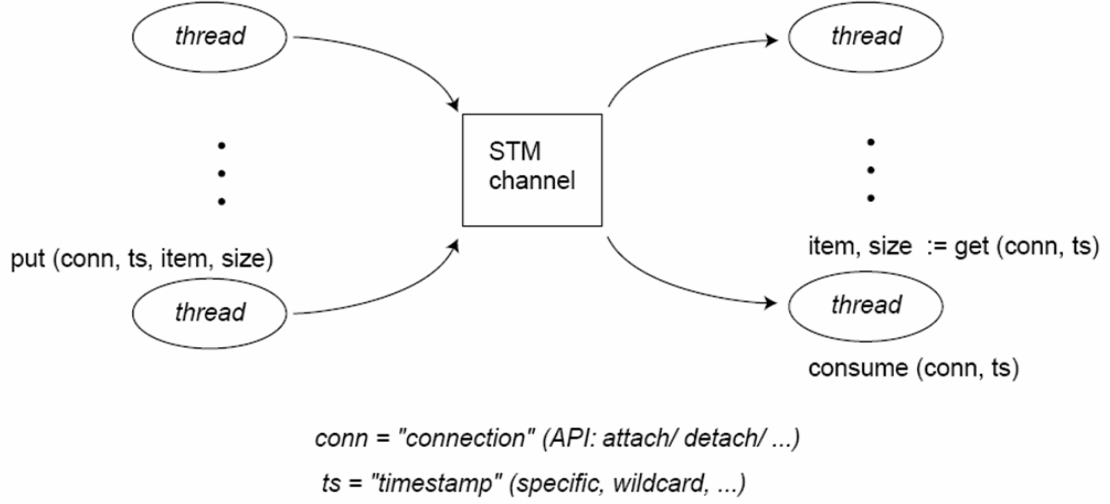 thread
thread
STM
channel
put (conn, ts, item, size)
item, size := get (conn, ts)
thread
thread
consume (conn, ts)
conn = "connection" (API: attach/ detach/ ...)
ts = "timestamp" (specific, wildcard, ...)